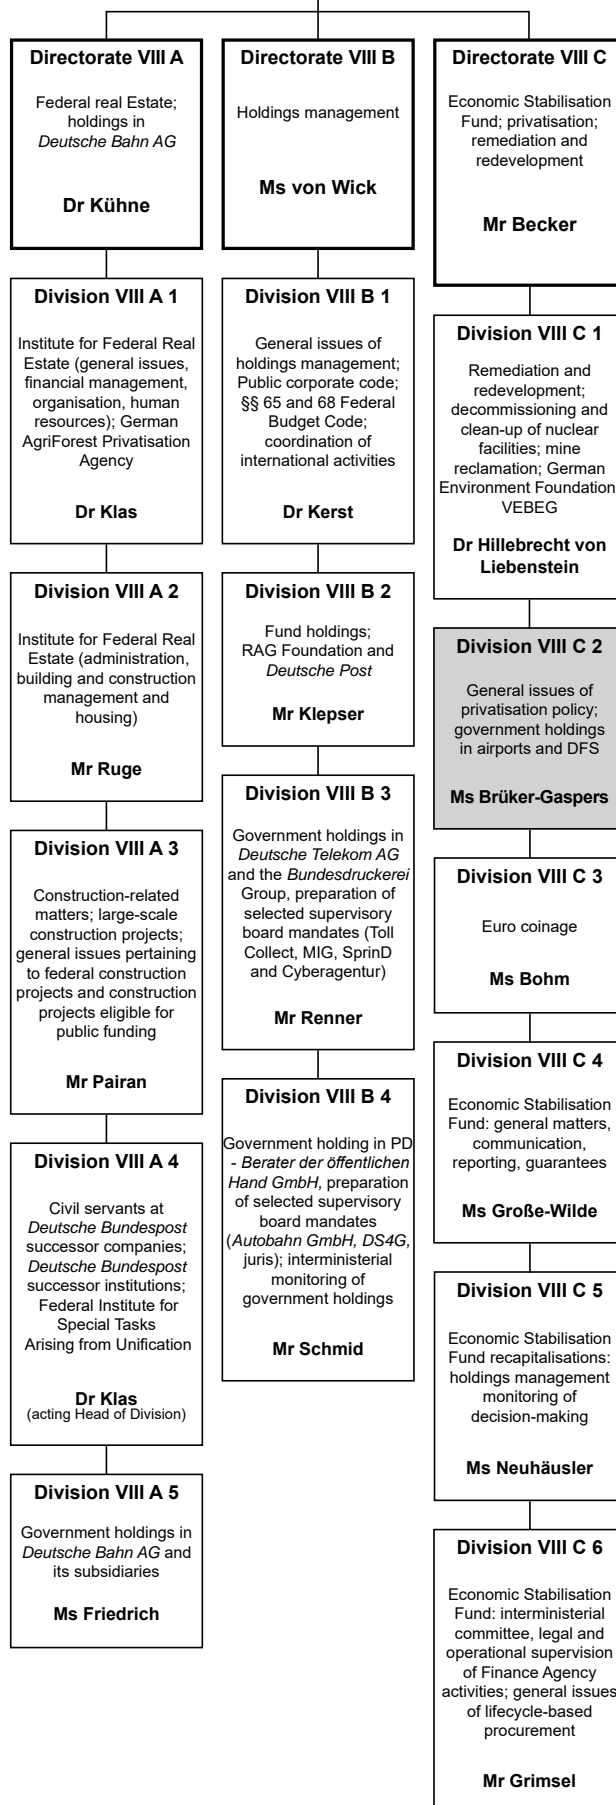 Directorate VIII A
Federal real Estate;
holdings in
Deutsche Bahn AG
Dr Kühne
Division VIII A 1
Institute for Federal Real
Estate (general issues,
financial management,
organisation, human
resources); German
AgriForest Privatisation
Agency
Dr Klas
Division VIII A 2
Institute for Federal Real
Estate (administration,
building and construction
management and
housing)
Mr Ruge
Division VIII A 3
Construction-related
matters; large-scale
construction projects;
general issues pertaining
to federal construction
projects and construction
projects eligible for
public funding
Mr Pairan
Division VIII A 4
Civil servants at
Deutsche Bundespost
successor companies;
Deutsche Bundespost
successor institutions;
Federal Institute for
Special Tasks
Arising from Unification
Dr Klas
(acting Head of Division)
Division VIII A 5
Government holdings in
Deutsche Bahn AG and
its subsidiaries
Ms Friedrich
Directorate VIII B
Holdings management
Ms von Wick
Division VIII B 1
General issues of
holdings management;
Public corporate code;
§§ 65 and 68 Federal
Budget Code;
coordination of
international activities
Dr Kerst
Division VIII B 2
Fund holdings;
RAG Foundation and
Deutsche Post
Mr Klepser
Division VIII B 3
Government holdings in
Deutsche Telekom AG
and the Bundesdruckerei
Group, preparation of
selected supervisory
board mandates (Toll
Collect, MIG, SprinD
and Cyberagentur)
Mr Renner
Division VIII B 4
Government holding in PD
- Berater der öffentlichen
Hand GmbH, preparation
of selected supervisory
board mandates
(Autobahn GmbH, DS4G,
juris); interministerial
monitoring of
government holdings
Mr Schmid
Directorate VIII C
Economic Stabilisation
Fund; privatisation;
remediation and
redevelopment
Mr Becker
Division VIII C 1
Remediation and
redevelopment;
decommissioning and
clean-up of nuclear
facilities; mine
reclamation; German
Environment Foundation
VEBEG
Dr Hillebrecht von
Liebenstein
Division VIII C 2
General issues of
privatisation policy;
government holdings
in airports and DFS
Ms Brüker-Gaspers
Division VIII C 3
Euro coinage
Ms Bohm
Division VIII C 4
Economic Stabilisation
Fund: general matters,
communication,
reporting, guarantees
Ms Große-Wilde
Division VIII C 5
Economic Stabilisation
Fund recapitalisations:
holdings management
monitoring of
decision-making
Ms Neuhäusler
Division VIII C 6
Economic Stabilisation
Fund: interministerial
committee, legal and
operational supervision
of Finance Agency
activities; general issues
of lifecycle-based
procurement
Mr Grimsel